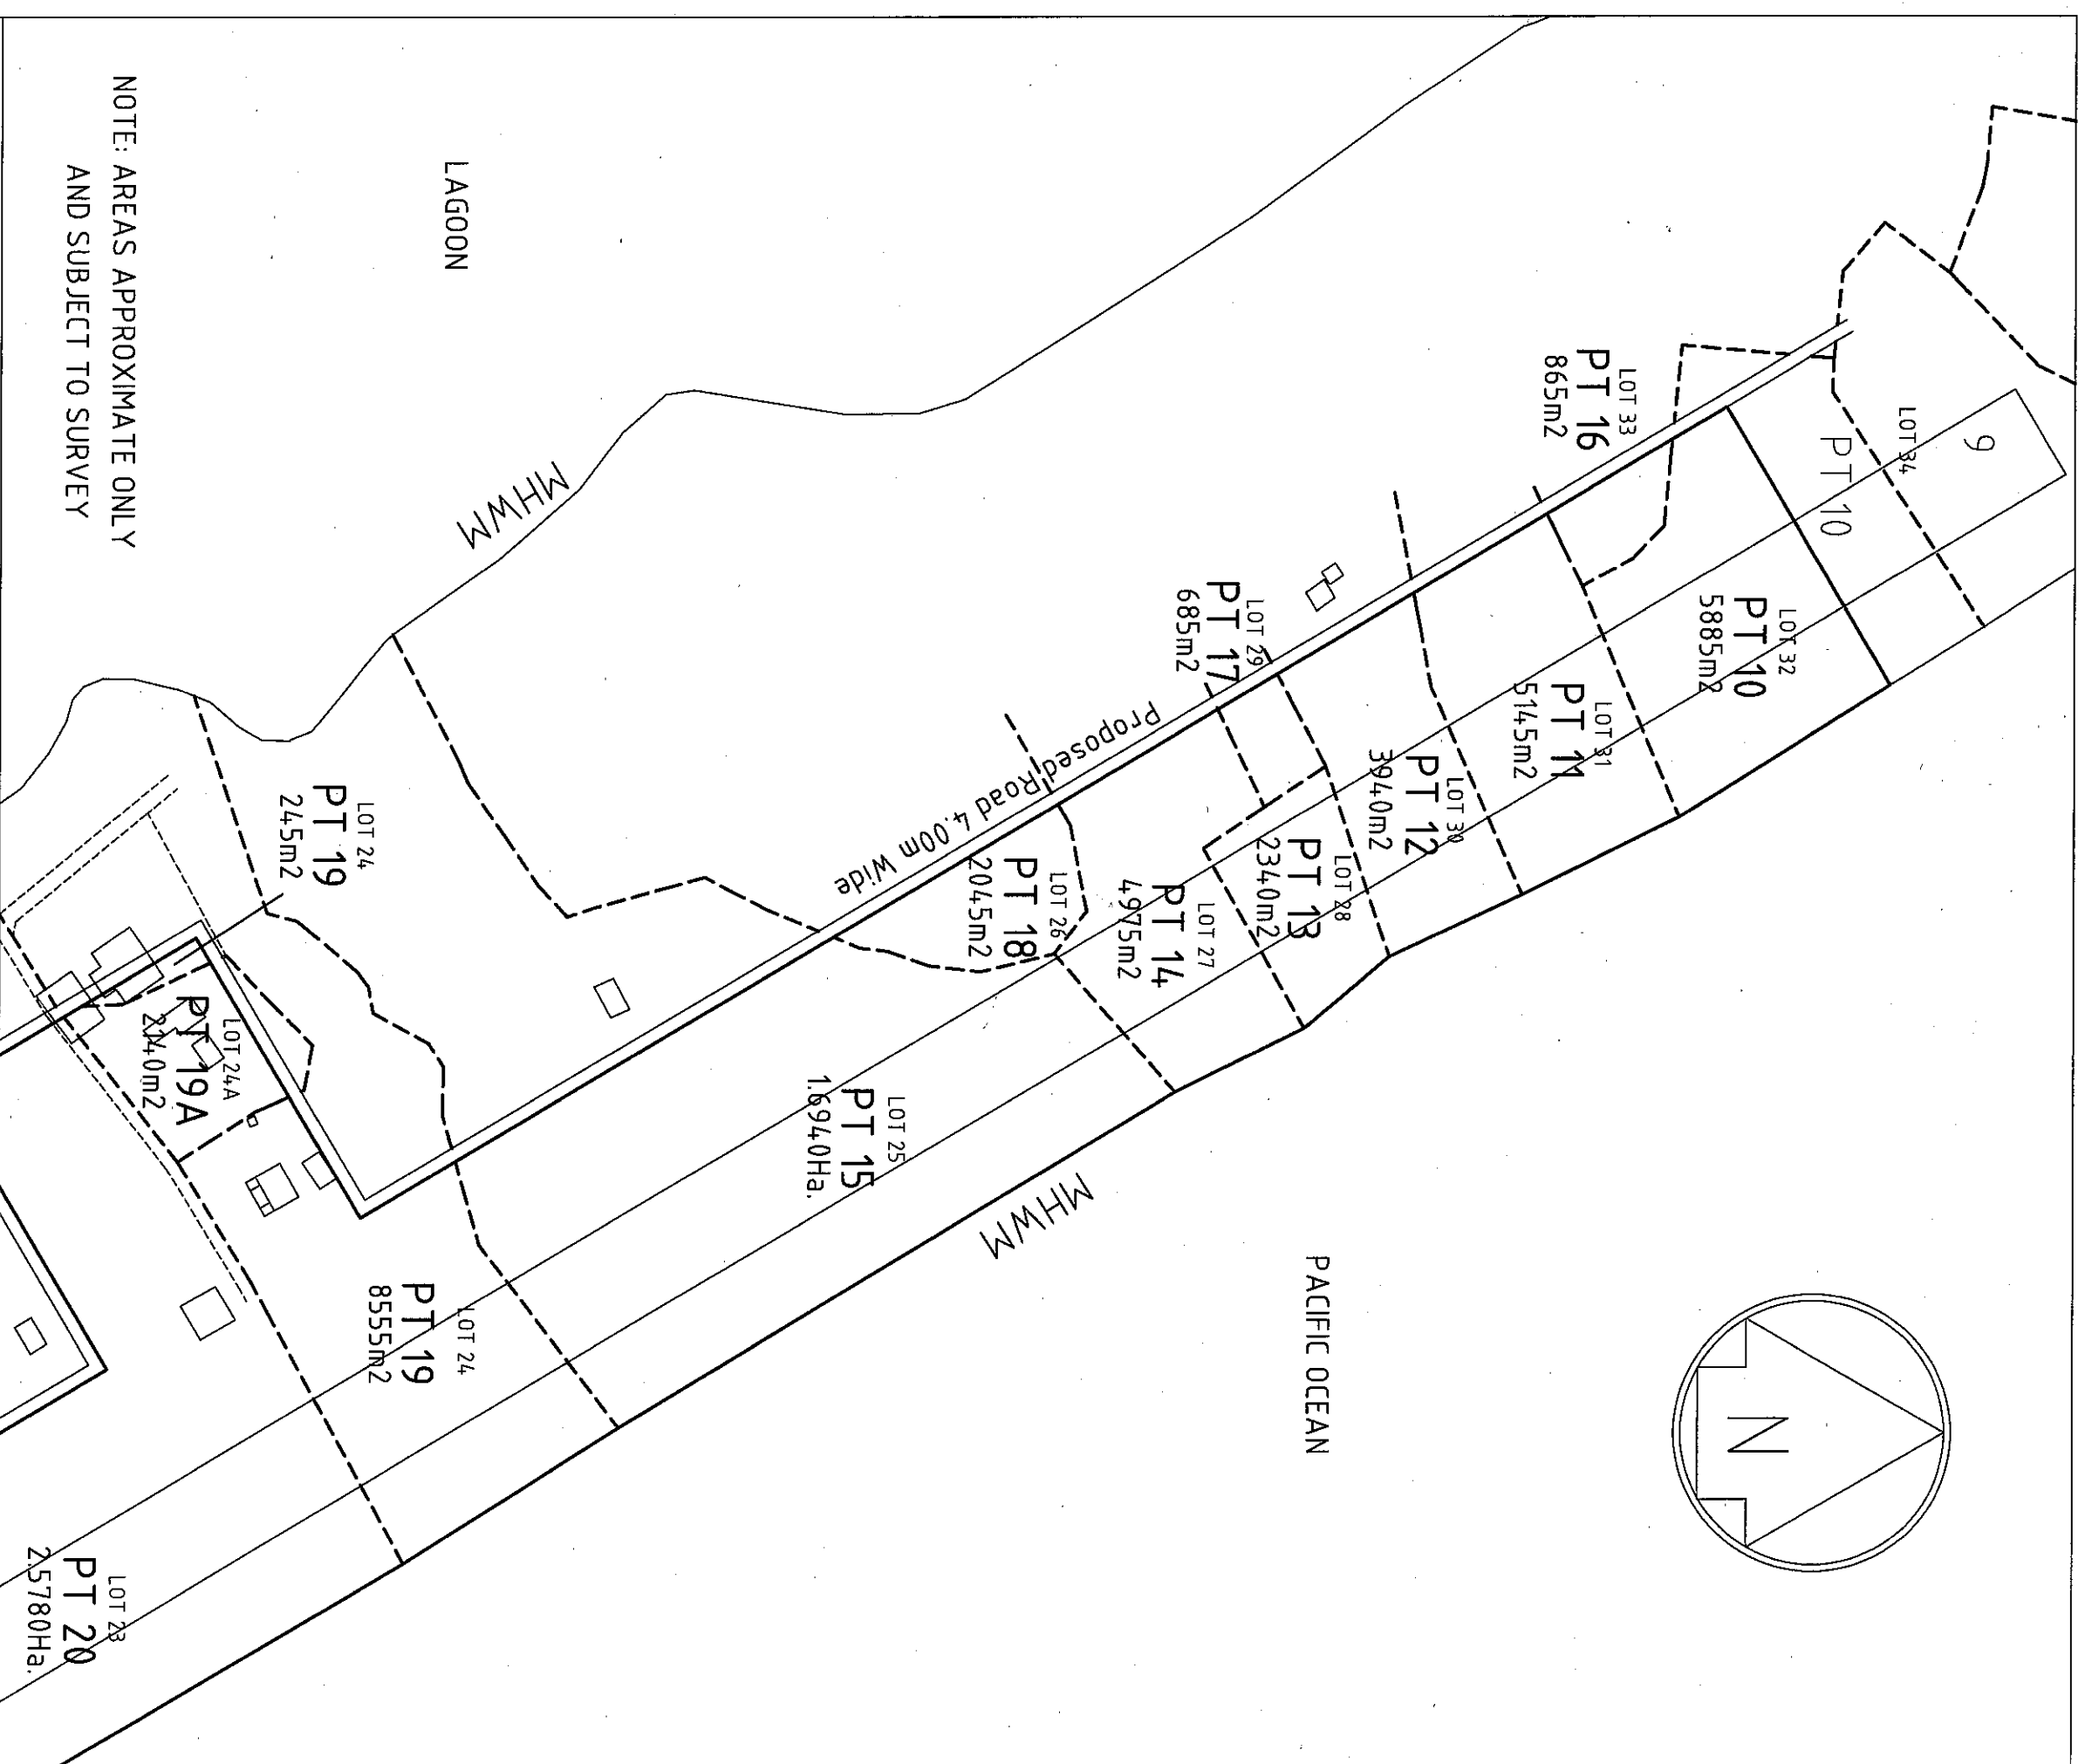 NOTE: AREAS APPROXIMATE ONLY
AND SUBJECT TO SURVEY
LAGOON
MHWM
PACIFIC OCEAN
MHWM
N
9
LOT 34
PT 10
LOT 33
PT 16
865m2
LOT 32
PT 10
5885m2
LOT 31
PT 11
5145m2
LOT 30
PT 12
3940m2
LOT 29
PT 17
685m2
LOT 28
PT 13
2340m2
LOT 27
PT 14
4975m2
LOT 26
PT 18
2045m2
Proposed Road 4.00m Wide
LOT 25
PT 15
1.6940Ha.
LOT 24
PT 19
245m2
LOT 24A
PT 19A
2140m2
LOT 24
PT 19
8555m2
LOT 23
PT 20
2.5780Ha.